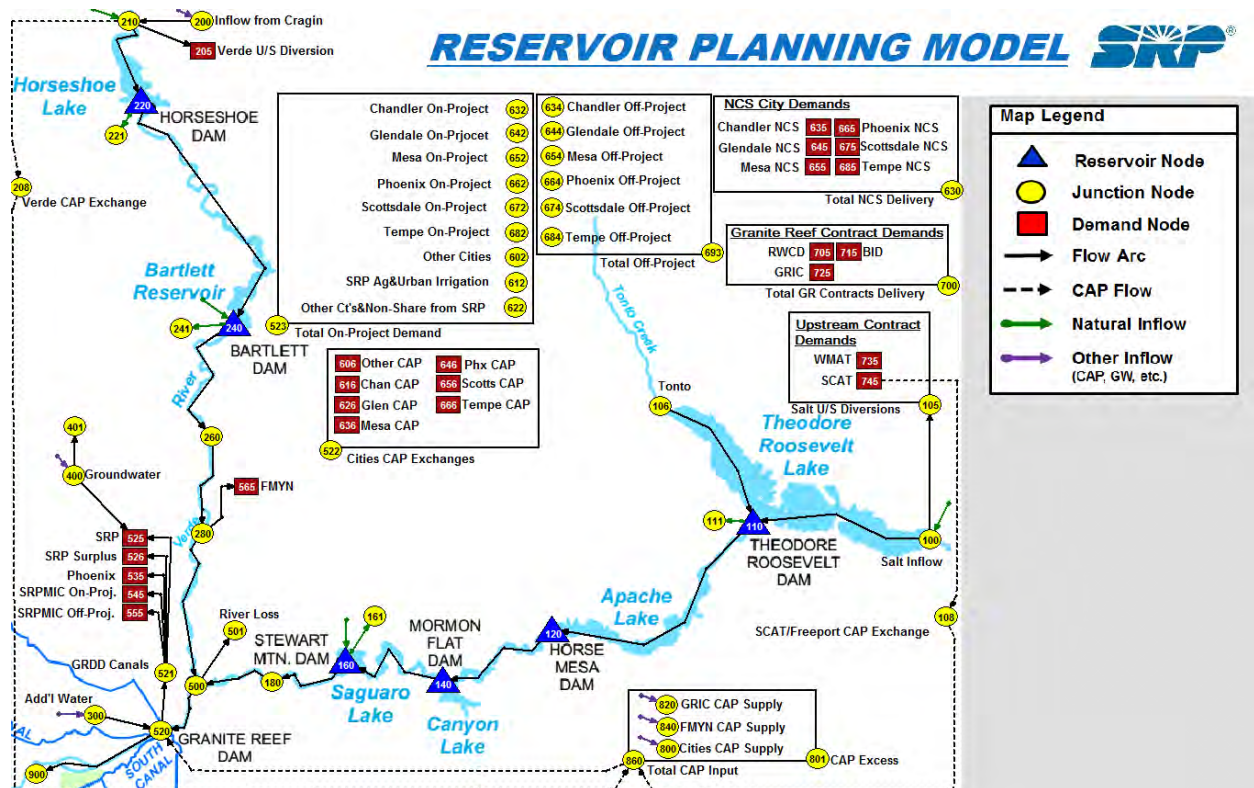 RESERVOIR PLANNING MODEL
SRP®
210
200 Inflow from Cragin
205 Verde U/S Diversion
Horseshoe
Lake
220
HORSESHOE
DAM
221
208
Verde CAP Exchange
Chandler On-Project 632
Glendale On-Projocet 642
Mesa On-Project 652
Phoenix On-Project 662
Scottsdale On-Project 672
Tempe On-Project 682
Other Cities 602
SRP Ag&Urban Irrigation 612
Other Ct's&Non-Share from SRP 622
523
Total On-Project Demand
634 Chandler Off-Project
644 Glendale Off-Project
654 Mesa Off-Project
664 Phoenix Off-Project
674 Scottsdale Off-Project
684 Tempe Off-Project
693
Total Off-Project
NCS City Demands
Chandler NCS 635 665 Phoenix NCS
Glendale NCS 645 675 Scottsdale NCS
Mesa NCS 655 685 Tempe NCS
630
Total NCS Delivery
Granite Reef Contract Demands
RWCD 705 715 BID
GRIC 725
700
Total GR Contracts Delivery
Upstream Contract
Demands
WMAT 735
SCAT 745
105
Salt U/S Diversions
Map Legend
Reservoir Node
Junction Node
Demand Node
Flow Arc
CAP Flow
Natural Inflow
Other Inflow
(CAP, GW, etc.)
Bartlett
Reservoir
241
240
BARTLETT
DAM
River
260
Verde
280
565 FMYN
606 Other CAP 646 Phx CAP
616 Chan CAP 656 Scotts CAP
626 Glen CAP 666 Tempe CAP
636 Mesa CAP
522
Cities CAP Exchanges
Tonto Creek
Tonto
106
Theodore
Roosevelt
Lake
111
110
THEODORE
ROOSEVELT
DAM
100
Salt Inflow
108
SCAT/Freeport CAP Exchange
401
400 Groundwater
SRP 525
SRP Surplus 526
Phoenix 535
SRPMIC On-Proj. 545
SRPMIC Off-Proj. 555
River Loss
501
GRDD Canals
521
500
180
STEWART
MTN. DAM
161
160
Saguaro
Lake
MORMON
FLAT
DAM
140
Canyon
Lake
120
HORSE
MESA
DAM
Apache
Lake
Add'l Water
300
520
GRANITE REEF
DAM
AL
SOUTH
CANAL
900
820 GRIC CAP Supply
840 FMYN CAP Supply
800 Cities CAP Supply
860
Total CAP Input
801 CAP Excess